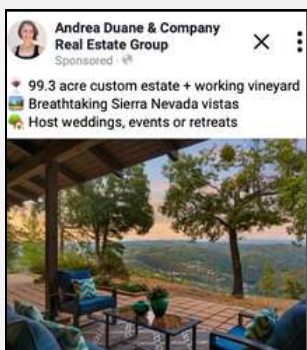 Andrea Duane & Company
Real Estate Group
Sponsored ·
99.3 acre custom estate + working vineyard
Breathtaking Sierra Nevada vistas
Host weddings, events or retreats